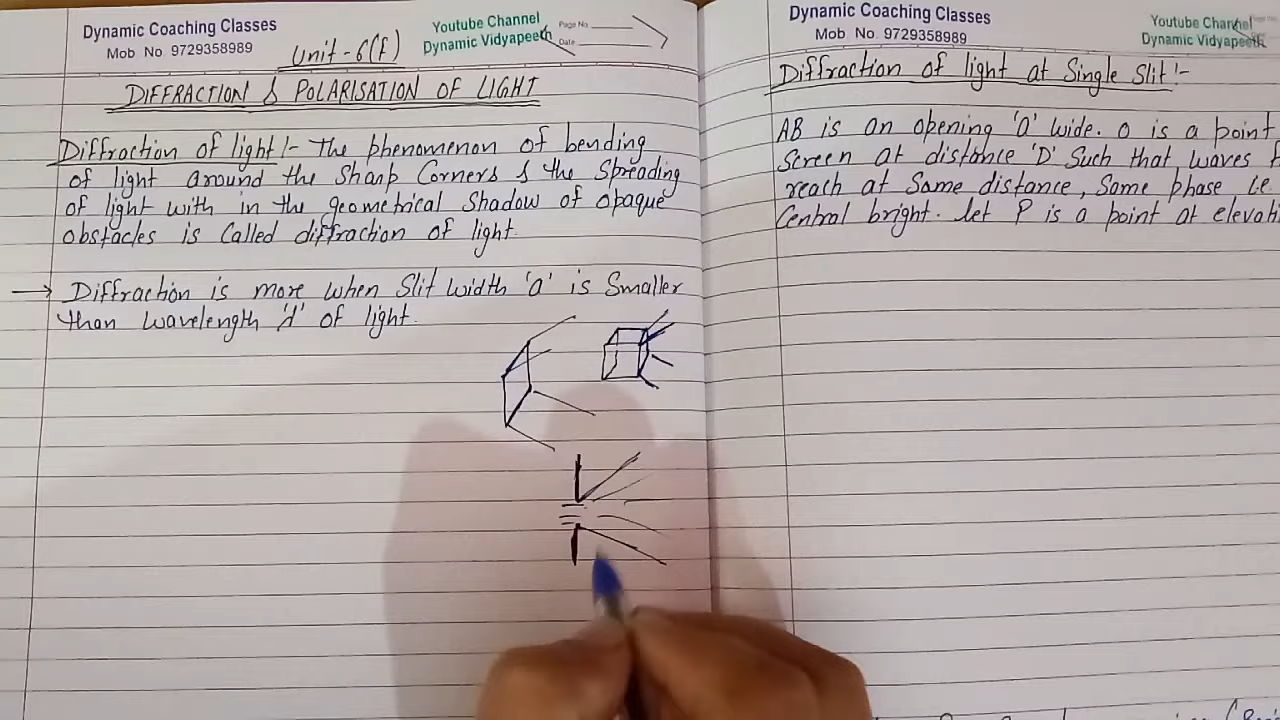 Dynamic Coaching Classes
Mob No 9729358989
Youtube Channel
Dynamic Vidyapeeth
Page No.
Date
Unit-6(F)
DIFFRACTION & POLARISATION OF LIGHT
Diffraction of light :- The phenomenon of bending
of light around the sharp corners & the spreading
of light with in the geometrical shadow of opaque
obstacles is called diffraction of light.
→ Diffraction is more when slit width 'a' is smaller
than wavelength 'λ' of light.
Dynamic Coaching Classes
Mob No. 9729358989
Youtube Channel
Dynamic Vidyapeeth
Diffraction of light at Single Slit :-
AB is an opening 'a' wide. O is a point
Screen at distance 'D' such that waves
reach at same distance, same phase i.e.
Central bright. let P is a point at